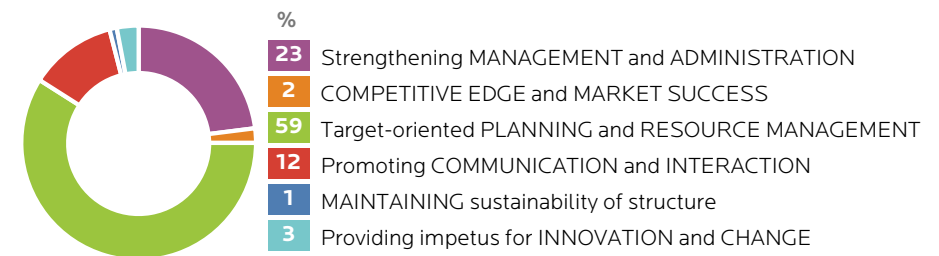 %
23 Strengthening MANAGEMENT and ADMINISTRATION
2 COMPETITIVE EDGE and MARKET SUCCESS
59 Target-oriented PLANNING and RESOURCE MANAGEMENT
12 Promoting COMMUNICATION and INTERACTION
1 MAINTAINING sustainability of structure
3 Providing impetus for INNOVATION and CHANGE